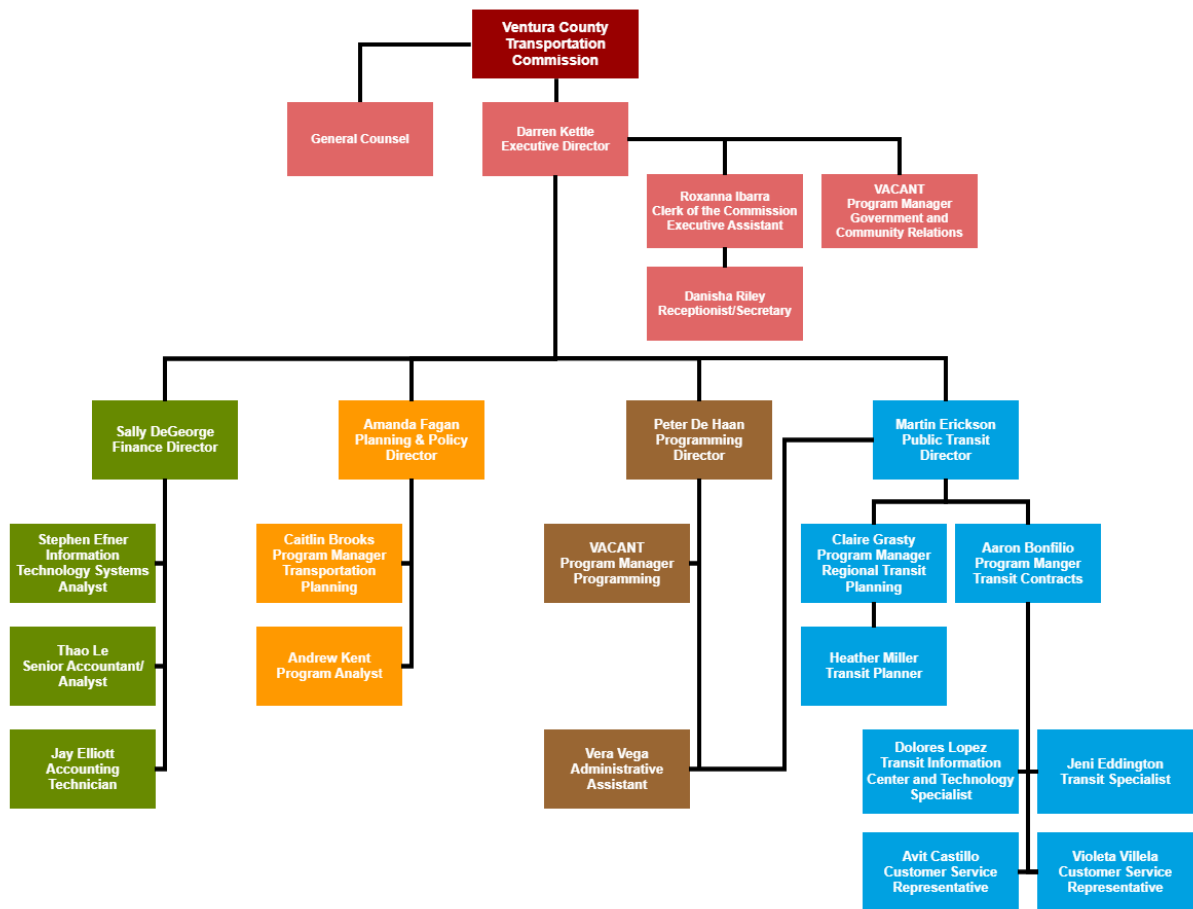 Ventura County
Transportation
Commission
General Counsel
Darren Kettle
Executive Director
Roxanna Ibarra
Clerk of the Commission
Executive Assistant
VACANT
Program Manager
Government and
Community Relations
Danisha Riley
Receptionist/Secretary
Sally DeGeorge
Finance Director
Amanda Fagan
Planning & Policy
Director
Peter De Haan
Programming
Director
Martin Erickson
Public Transit
Director
Stephen Efner
Information
Technology Systems
Analyst
Caitlin Brooks
Program Manager
Transportation
Planning
VACANT
Program Manager
Programming
Claire Grasty
Program Manager
Regional Transit
Planning
Aaron Bonfilio
Program Manger
Transit Contracts
Thao Le
Senior Accountant/
Analyst
Andrew Kent
Program Analyst
Heather Miller
Transit Planner
Jay Elliott
Accounting
Technician
Vera Vega
Administrative
Assistant
Dolores Lopez
Transit Information
Center and Technology
Specialist
Jeni Eddington
Transit Specialist
Avit Castillo
Customer Service
Representative
Violeta Villela
Customer Service
Representative